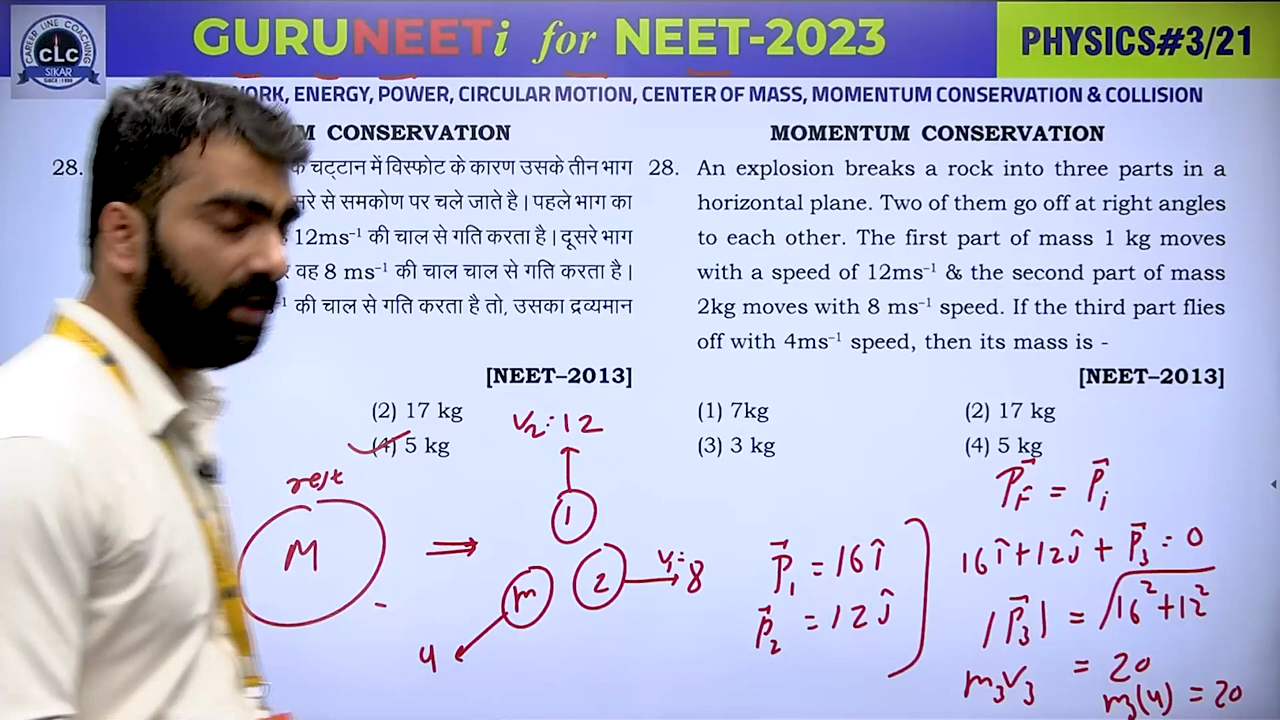 CAREER LINE COACHING
CLC
SIKAR
SINCE : 1996
GURUNEETi for NEET-2023
PHYSICS#3/21
WORK, ENERGY, POWER, CIRCULAR MOTION, CENTER OF MASS, MOMENTUM CONSERVATION & COLLISION
M CONSERVATION
28.
चट्टान में विस्फोट के कारण उसके तीन भाग
सरे से समकोण पर चले जाते है। पहले भाग का
12ms⁻¹ की चाल से गति करता है। दूसरे भाग
वह 8 ms⁻¹ की चाल चाल से गति करता है।
⁻¹ की चाल से गति करता है तो, उसका द्रव्यमान
[NEET–2013]
(2) 17 kg
(4) 5 kg
MOMENTUM CONSERVATION
28. An explosion breaks a rock into three parts in a
horizontal plane. Two of them go off at right angles
to each other. The first part of mass 1 kg moves
with a speed of 12ms⁻¹ & the second part of mass
2kg moves with 8 ms⁻¹ speed. If the third part flies
off with 4ms⁻¹ speed, then its mass is -
[NEET–2013]
(1) 7kg (2) 17 kg
(3) 3 kg (4) 5 kg
rest
M ⇒
V₂ = 12
1
2 V₁ = 8
m
4
P⃗₁ = 16î
P⃗₂ = 12ĵ
P⃗F = P⃗i
16î + 12ĵ + P⃗₃ = 0
|P⃗₃| = √16² + 12²
m₃v₃ = 20
m₃(4) = 20